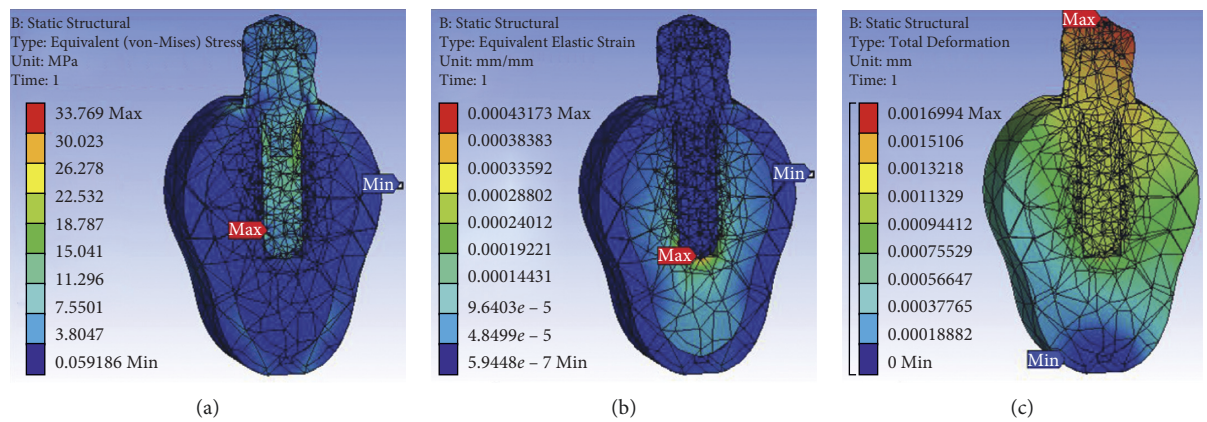 B: Static Structural
Type: Equivalent (von-Mises) Stress
Unit: MPa
Time: 1
33.769 Max
30.023
26.278
22.532
18.787
15.041
11.296
7.5501
3.8047
0.059186 Min
Max
Min
(a)
B: Static Structural
Type: Equivalent Elastic Strain
Unit: mm/mm
Time: 1
0.00043173 Max
0.00038383
0.00033592
0.00028802
0.00024012
0.00019221
0.00014431
9.6403e – 5
4.8499e – 5
5.9448e – 7 Min
Min
Max
(b)
B: Static Structural
Type: Total Deformation
Unit: mm
Time: 1
0.0016994 Max
0.0015106
0.0013218
0.0011329
0.00094412
0.00075529
0.00056647
0.00037765
0.00018882
0 Min
Max
Min
(c)